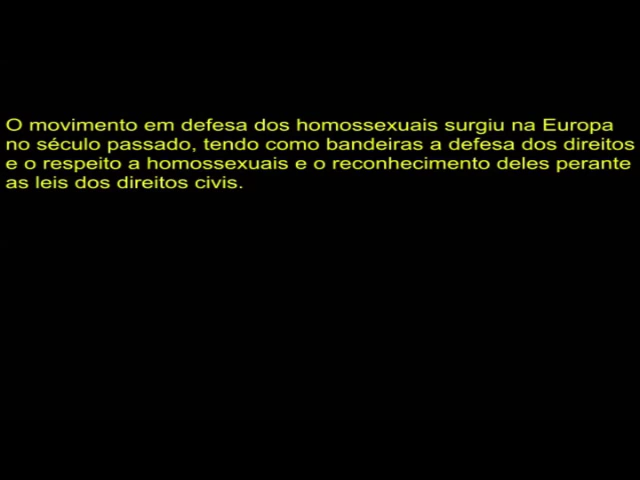 O movimento em defesa dos homossexuais surgiu na Europa
no século passado, tendo como bandeiras a defesa dos direitos
e o respeito a homossexuais e o reconhecimento deles perante
as leis dos direitos civis.